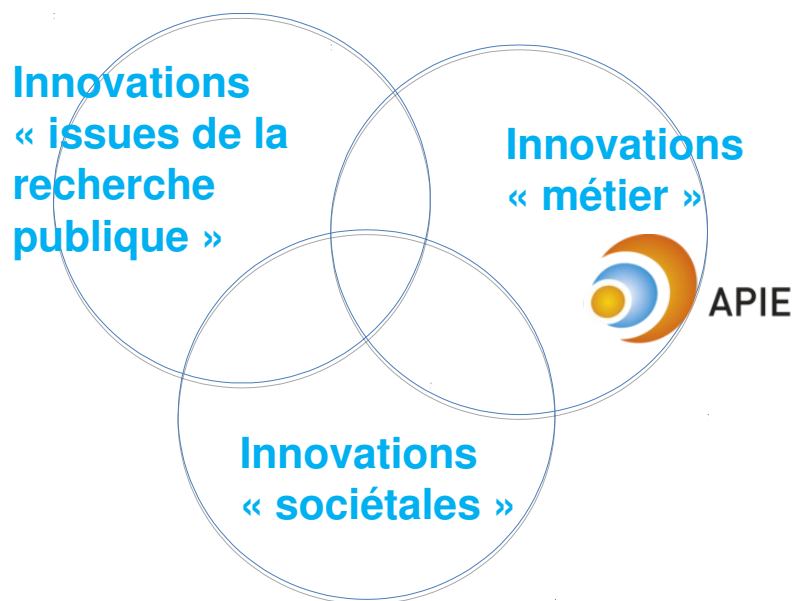 Innovations
« issues de la
recherche
publique »
Innovations
« métier »
APIE
Innovations
« sociétales »